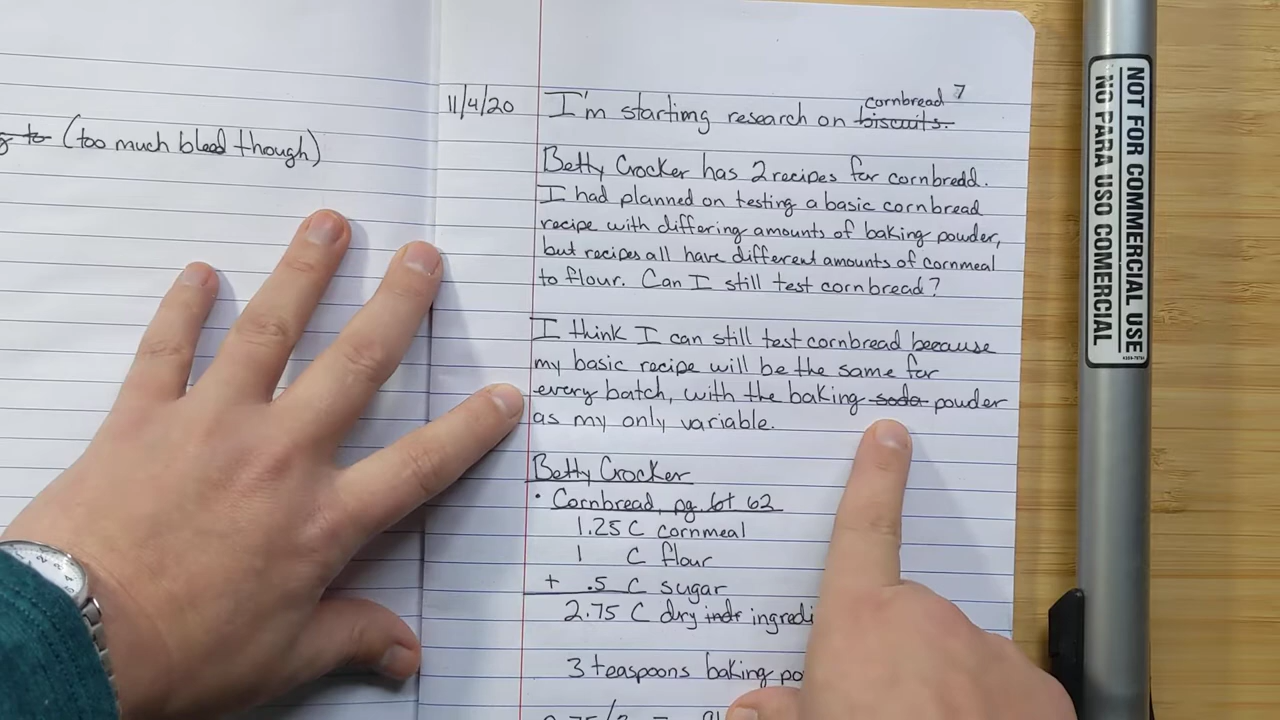 g to (too much bleed though)
11/4/20 I'm starting research on biscuits. cornbread 7
Betty Crocker has 2 recipes for cornbredd.
I had planned on testing a basic cornbread
recipe with differing amounts of baking powder,
but recipes all have different amounts of cornmeal
to flour. Can I still test cornbread?
I think I can still test cornbread because
my basic recipe will be the same for
every batch, with the baking soda powder
as my only variable.
Betty Crocker
• Cornbread, pg. 62
1.25 C cornmeal
1 C flour
+ .5 C sugar
2.75 C dry ingredi
3 teaspoons baking po
NOT FOR COMMERCIAL USE
NO PARA USO COMERCIAL